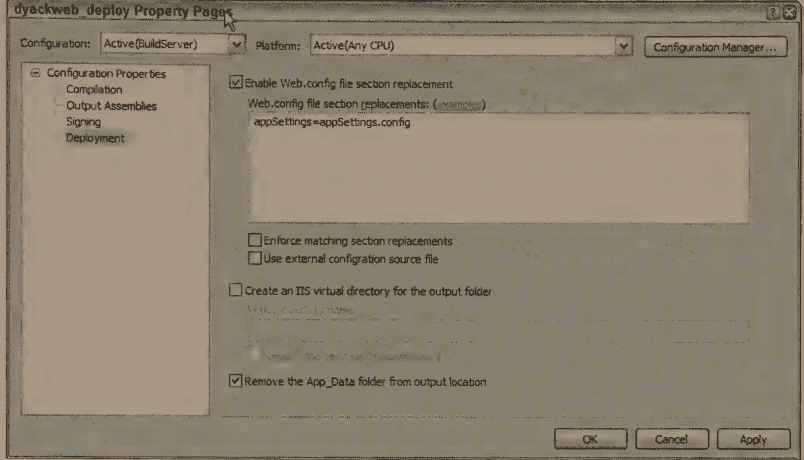 dyackweb_deploy Property Pages
Configuration: Active(BuildServer) Platform: Active(Any CPU) Configuration Manager...
Configuration Properties
Compilation
Output Assemblies
Signing
Deployment
Enable Web.config file section replacement
Web.config file section replacements: (examples)
appSettings=appSettings.config
Enforce matching section replacements
Use external configration source file
Create an IIS virtual directory for the output folder
Remove the App_Data folder from output location
OK Cancel Apply